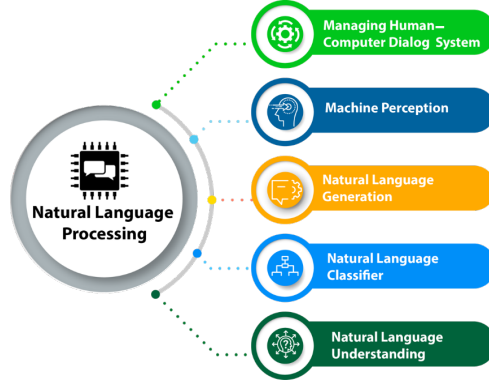 Managing Human–
Computer Dialog System
Machine Perception
Natural Language
Processing
Natural Language
Generation
Natural Language
Classifier
Natural Language
Understanding